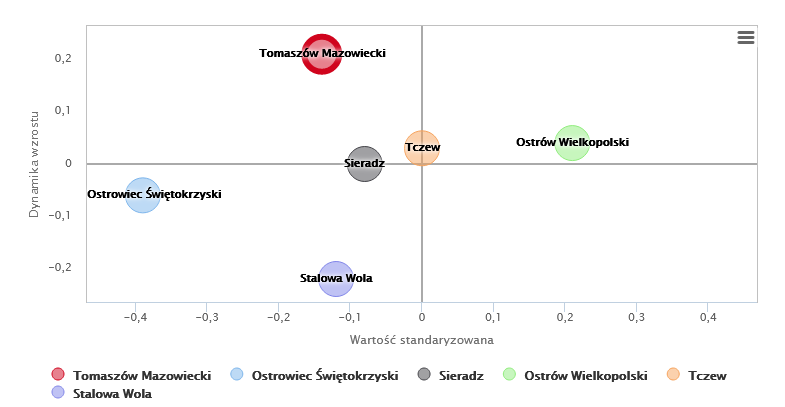 0,2
0,1
0
−0,1
−0,2
Dynamika wzrostu
Tomaszów Mazowiecki
Ostrów Wielkopolski
Tczew
Sieradz
Ostrowiec Świętokrzyski
Stalowa Wola
−0,4 −0,3 −0,2 −0,1 0 0,1 0,2 0,3 0,4
Wartość standaryzowana
Tomaszów Mazowiecki Ostrowiec Świętokrzyski Sieradz Ostrów Wielkopolski Tczew
Stalowa Wola